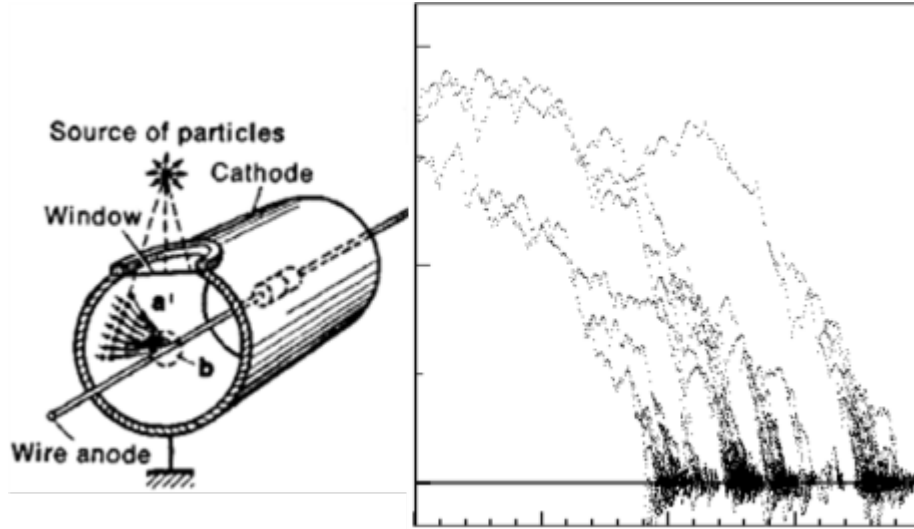 Source of particles
Cathode
Window
a'
b
Wire anode